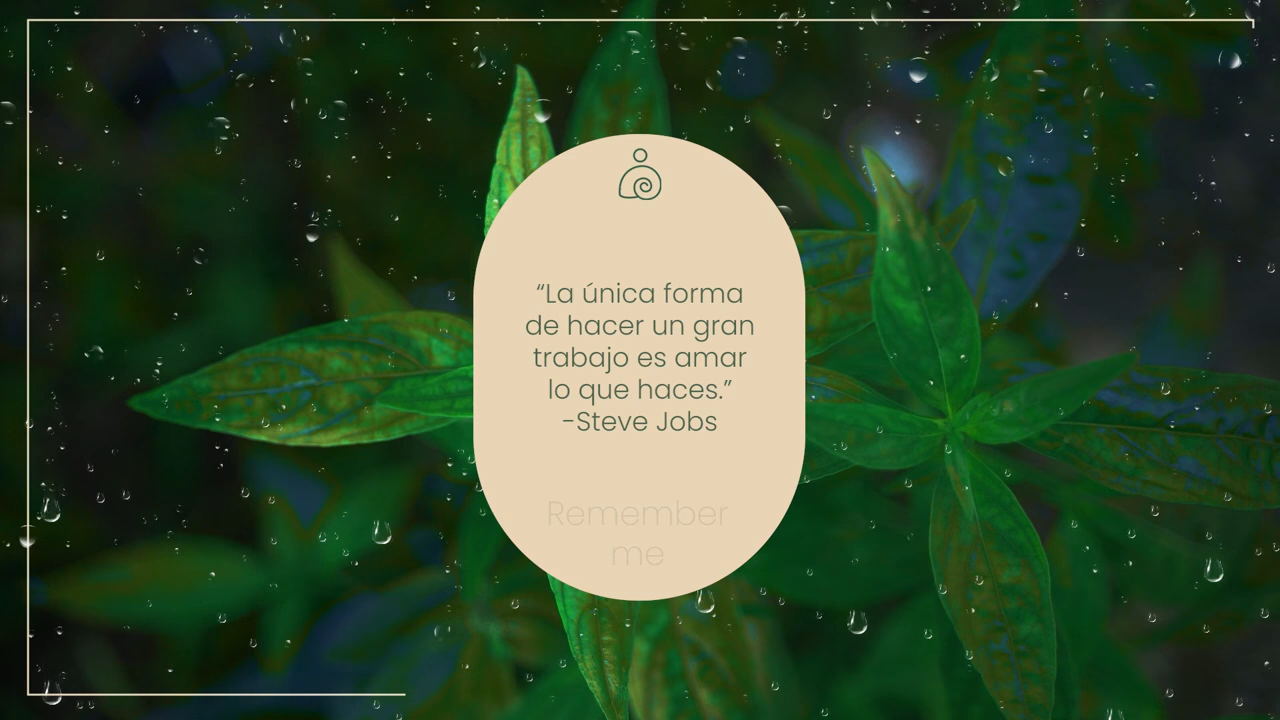 “La única forma
de hacer un gran
trabajo es amar
lo que haces.”
-Steve Jobs
Remember
me